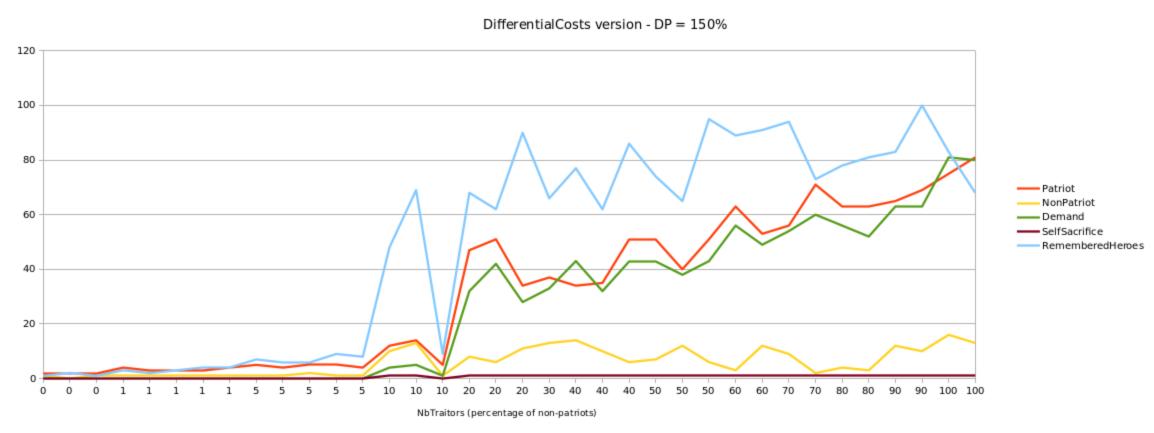 DifferentialCosts version - DP = 150%
120
100
80
60
40
20
0
0 0 0 1 1 1 1 1 5 5 5 5 5 10 10 10 20 20 20 30 40 40 40 50 50 50 60 60 70 70 80 80 90 90 100 100
NbTraitors (percentage of non-patriots)
Patriot
NonPatriot
Demand
SelfSacrifice
RememberedHeroes